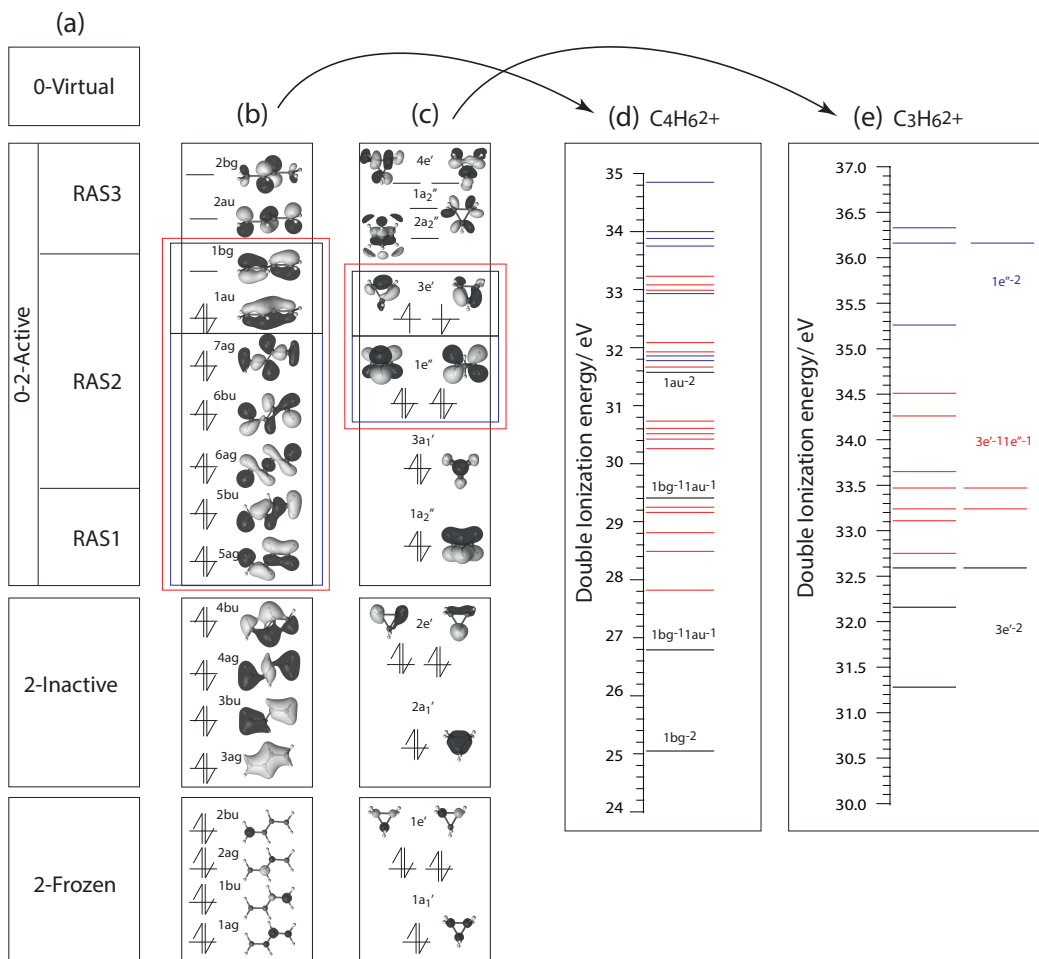 (a)
0-Virtual
0-2-Active
RAS3
RAS2
RAS1
2-Inactive
2-Frozen
(b)
2bg
2au
1bg
1au
7ag
6bu
6ag
5bu
5ag
4bu
4ag
3bu
3ag
2bu
2ag
1bu
1ag
(c)
4e'
1a2''
2a2''
3e'
1e''
3a1'
1a2''
2e'
2a1'
1e'
1a1'
(d) C4H6 2+
Double Ionization energy/ eV
35
34
33
32
31
30
29
28
27
26
25
24
1au-2
1bg-11au-1
1bg-11au-1
1bg-2
(e) C3H6 2+
Double Ionization energy/ eV
37.0
36.5
36.0
35.5
35.0
34.5
34.0
33.5
33.0
32.5
32.0
31.5
31.0
30.5
30.0
1e''-2
3e'-11e''-1
3e'-2